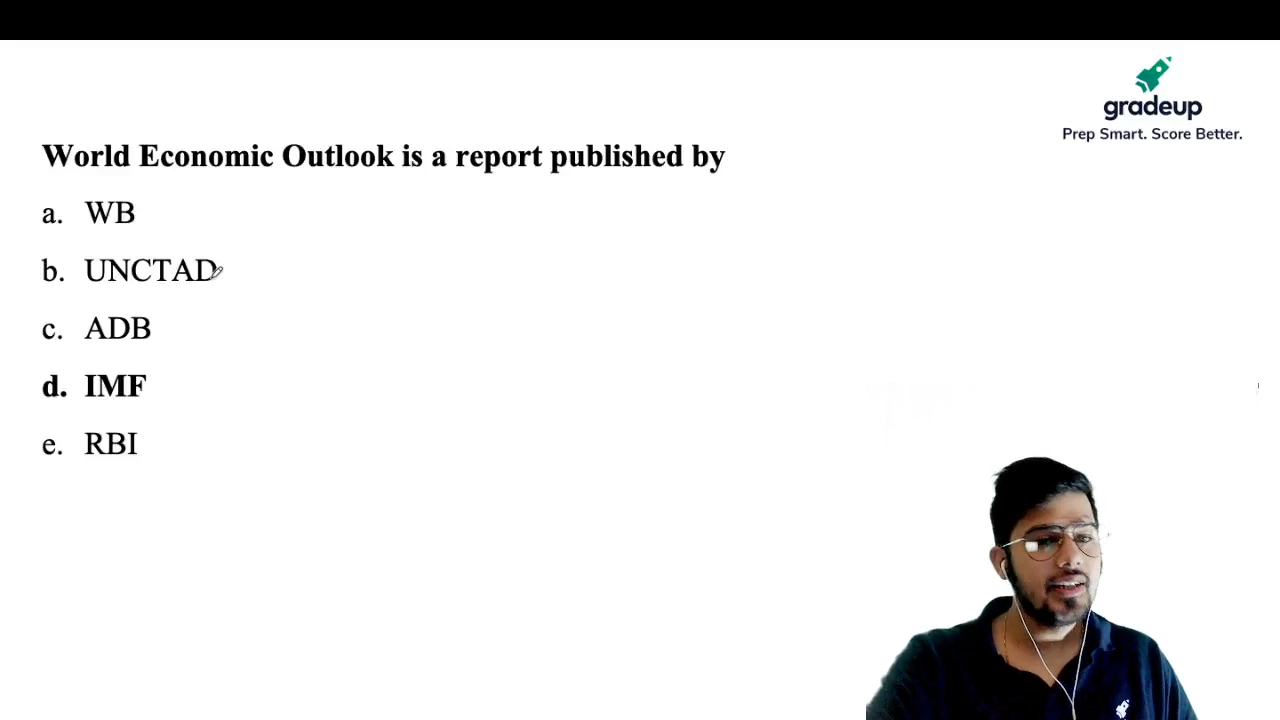 gradeup
Prep Smart. Score Better.
World Economic Outlook is a report published by
a. WB
b. UNCTAD
c. ADB
d. IMF
e. RBI